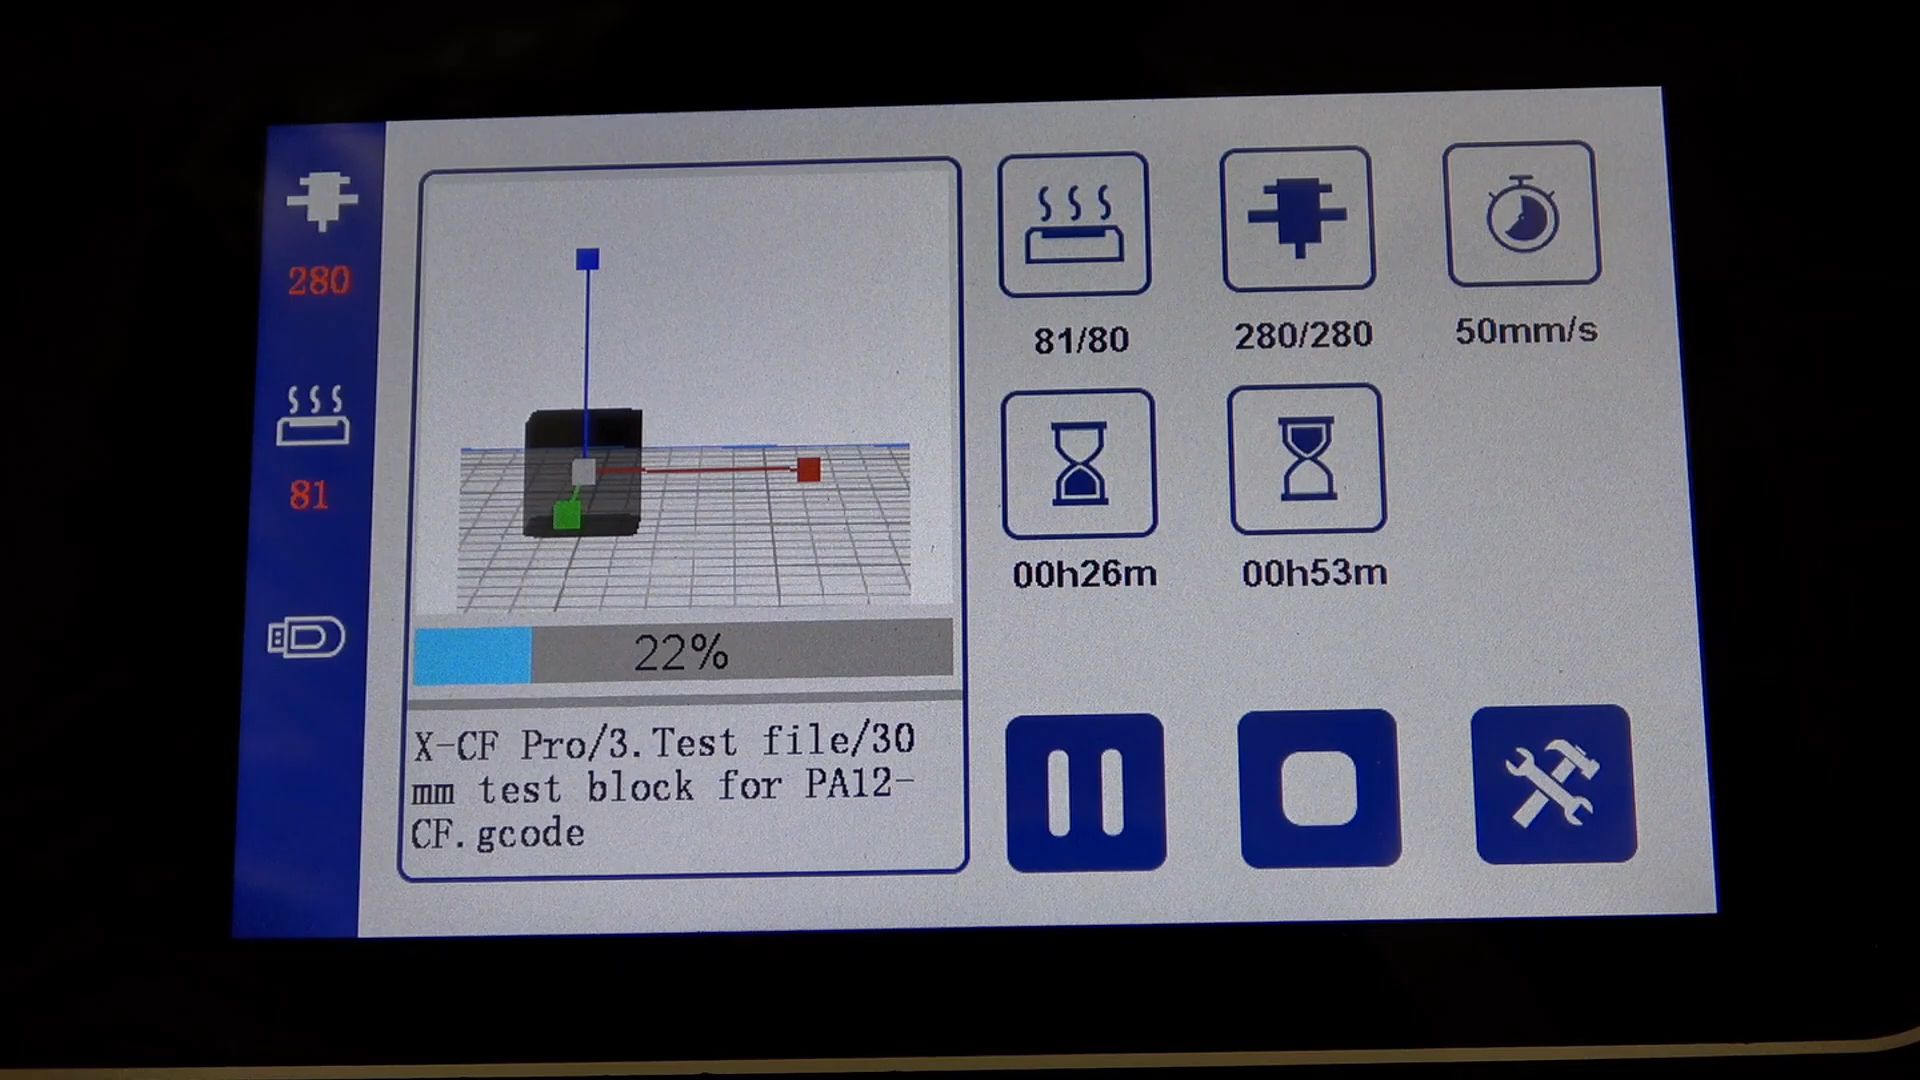 280
81
22%
X-CF Pro/3.Test file/30
mm test block for PA12-
CF.gcode
81/80
280/280
50mm/s
00h26m
00h53m